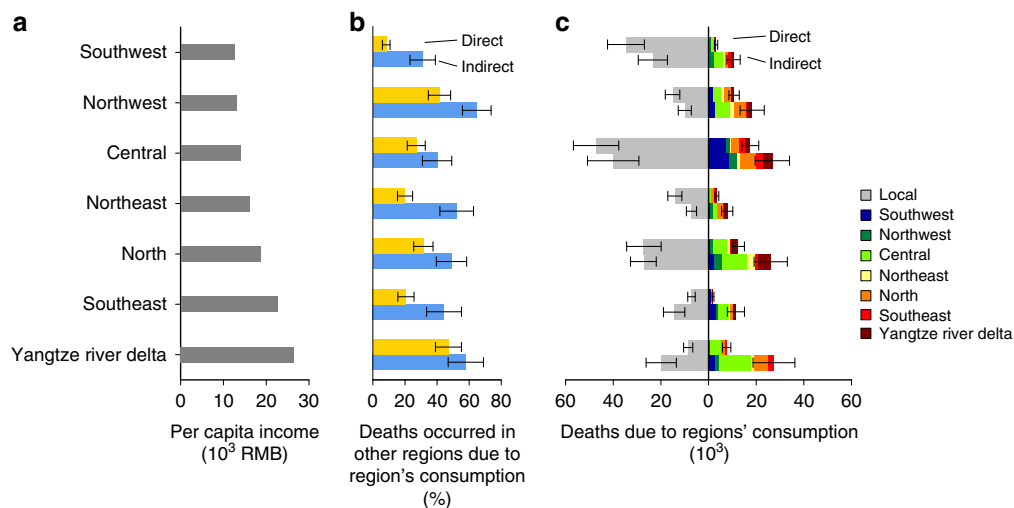 a
Southwest
Northwest
Central
Northeast
North
Southeast
Yangtze river delta
0 10 20 30
Per capita income
(10³ RMB)
b
Direct
Indirect
0 20 40 60 80
Deaths occurred in
other regions due to
region's consumption
(%)
c
Direct
Indirect
60 40 20 0 20 40 60
Deaths due to regions' consumption
(10³)
Local
Southwest
Northwest
Central
Northeast
North
Southeast
Yangtze river delta